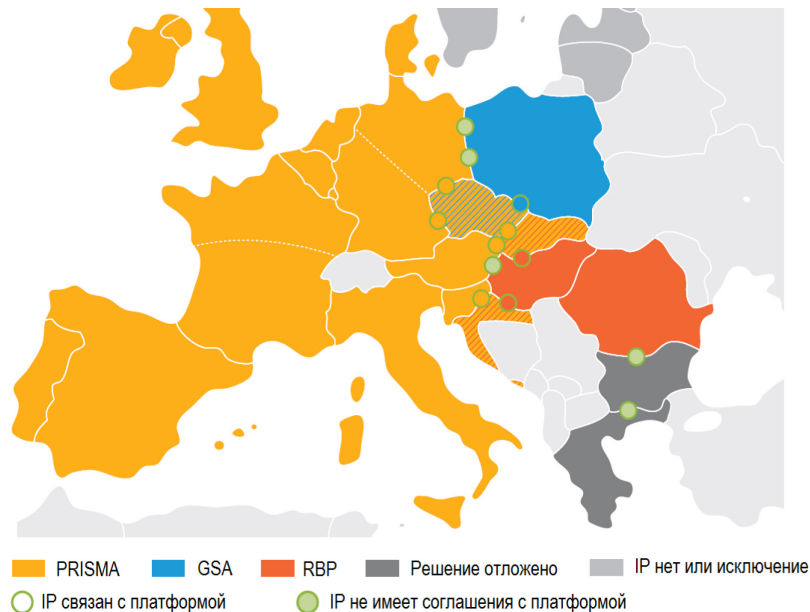 PRISMA GSA RBP Решение отложено IP нет или исключение
IP связан с платформой IP не имеет соглашения с платформой